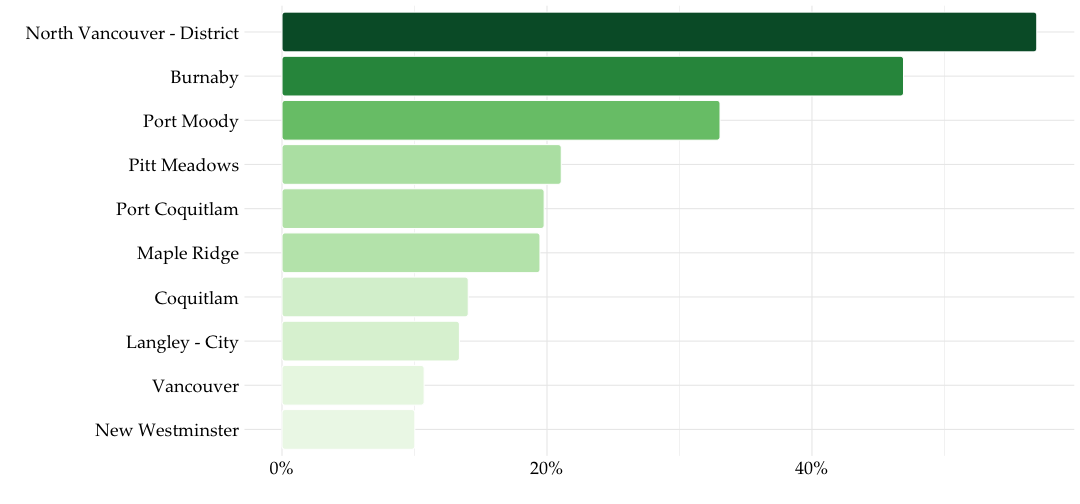 North Vancouver - District
Burnaby
Port Moody
Pitt Meadows
Port Coquitlam
Maple Ridge
Coquitlam
Langley - City
Vancouver
New Westminster
0% 20% 40%